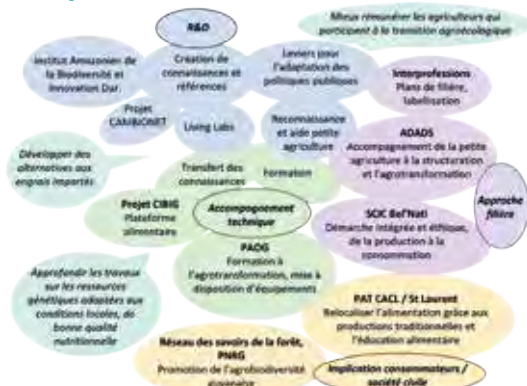 R&D
Mieux rémunérer les agriculteurs qui
participent à la transition agroécologique
Institut Amazonien
de la Biodiversité et
Innovation Dur.
Création de
connaissances et
références
Leviers pour
l'adaptation des
politiques publiques
Interprofessions
Plans de filière,
labellisation
Projet
CAMBIONET
Living Labs
Reconnaissance
et aide petite
agriculture
ADADS
Accompagnement de la petite
agriculture à la structuration
et l'agrotransformation
Développer des
alternatives aux
engrais importés
Transfert des
connaissances
Formation
Projet CIBIG
Plateforme
alimentaire
Accompagnement
technique
SCIC Bel'Nati
Démarche intégrée et éthique,
de la production à la
consommation
Approche
filière
PAOG
Formation à
l'agrotransformation, mise à
disposition d'équipements
Approfondir les travaux
sur les ressources
génétiques adaptées aux
conditions locales, de
bonne qualité
nutritionnelle
PAT CACL / St Laurent
Relocaliser l'alimentation grâce aux
productions traditionnelles et
l'éducation alimentaire
Réseau des savoirs de la forêt,
PNRG
Promotion de l'agrobiodiversité
Implication consommateurs /
société civile